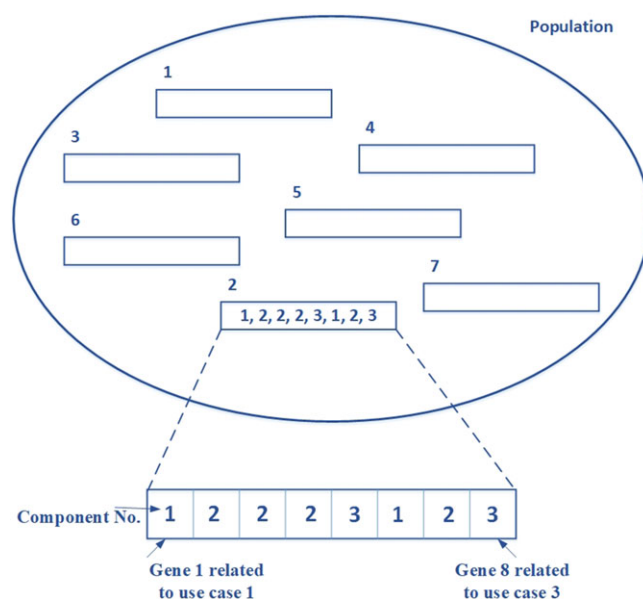 Population
1
3
4
5
6
7
2
1, 2, 2, 2, 3, 1, 2, 3
Component No. 1 2 2 2 3 1 2 3
Gene 1 related
to use case 1
Gene 8 related
to use case 3